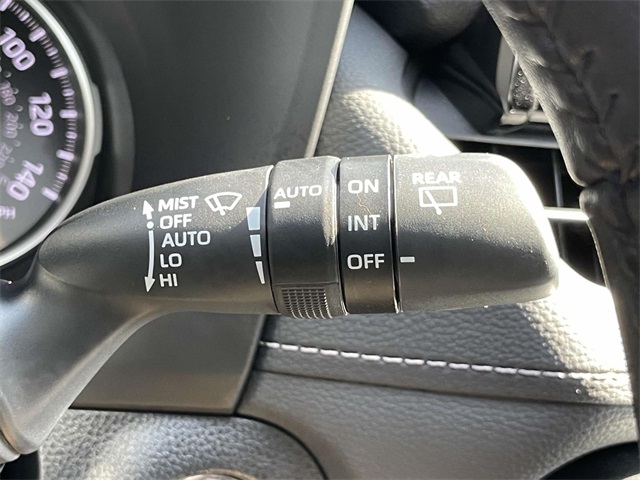 100
120
140
MIST
OFF
AUTO
LO
HI
AUTO
ON
INT
OFF
REAR